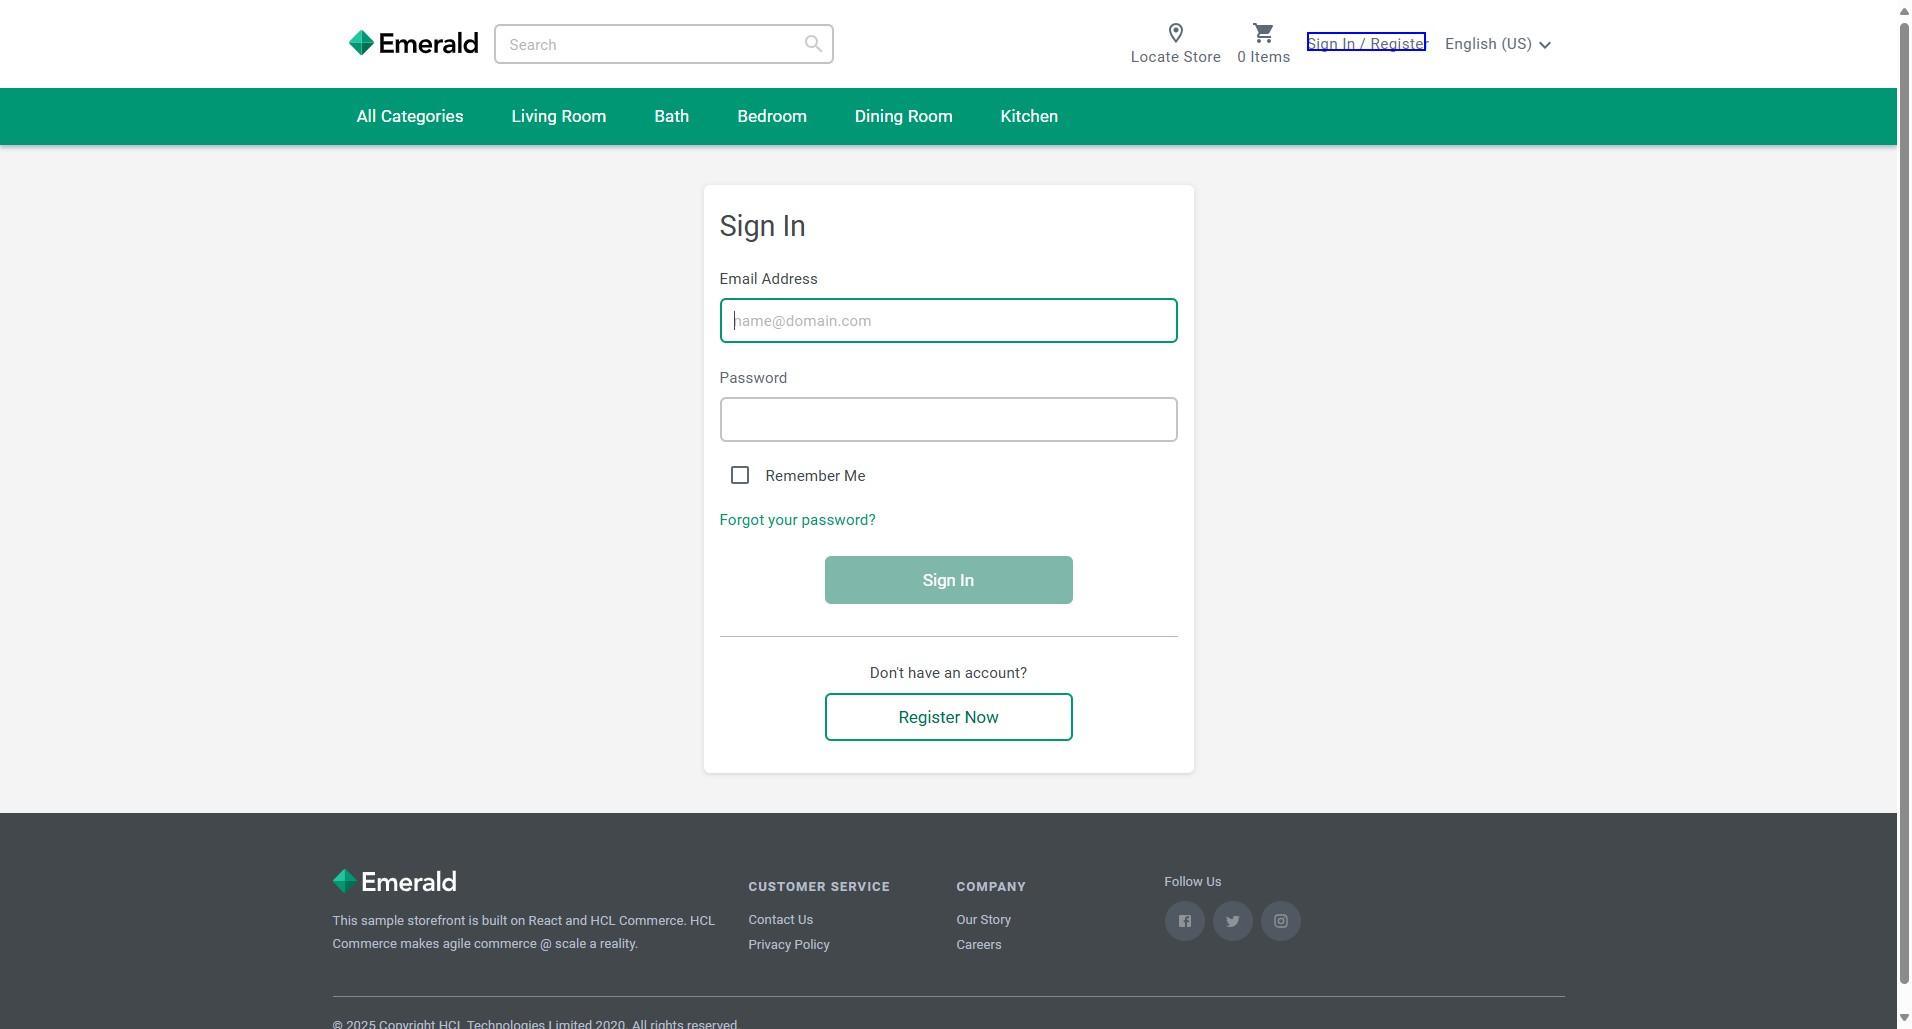 Emerald
Search
Locate Store
0 Items
Sign In / Register
English (US)
All Categories
Living Room
Bath
Bedroom
Dining Room
Kitchen
Sign In
Email Address
name@domain.com
Password
Remember Me
Forgot your password?
Sign In
Don't have an account?
Register Now
Emerald
This sample storefront is built on React and HCL Commerce. HCL
Commerce makes agile commerce @ scale a reality.
CUSTOMER SERVICE
Contact Us
Privacy Policy
COMPANY
Our Story
Careers
Follow Us
© 2025 Copyright HCL Technologies Limited 2020. All rights reserved.